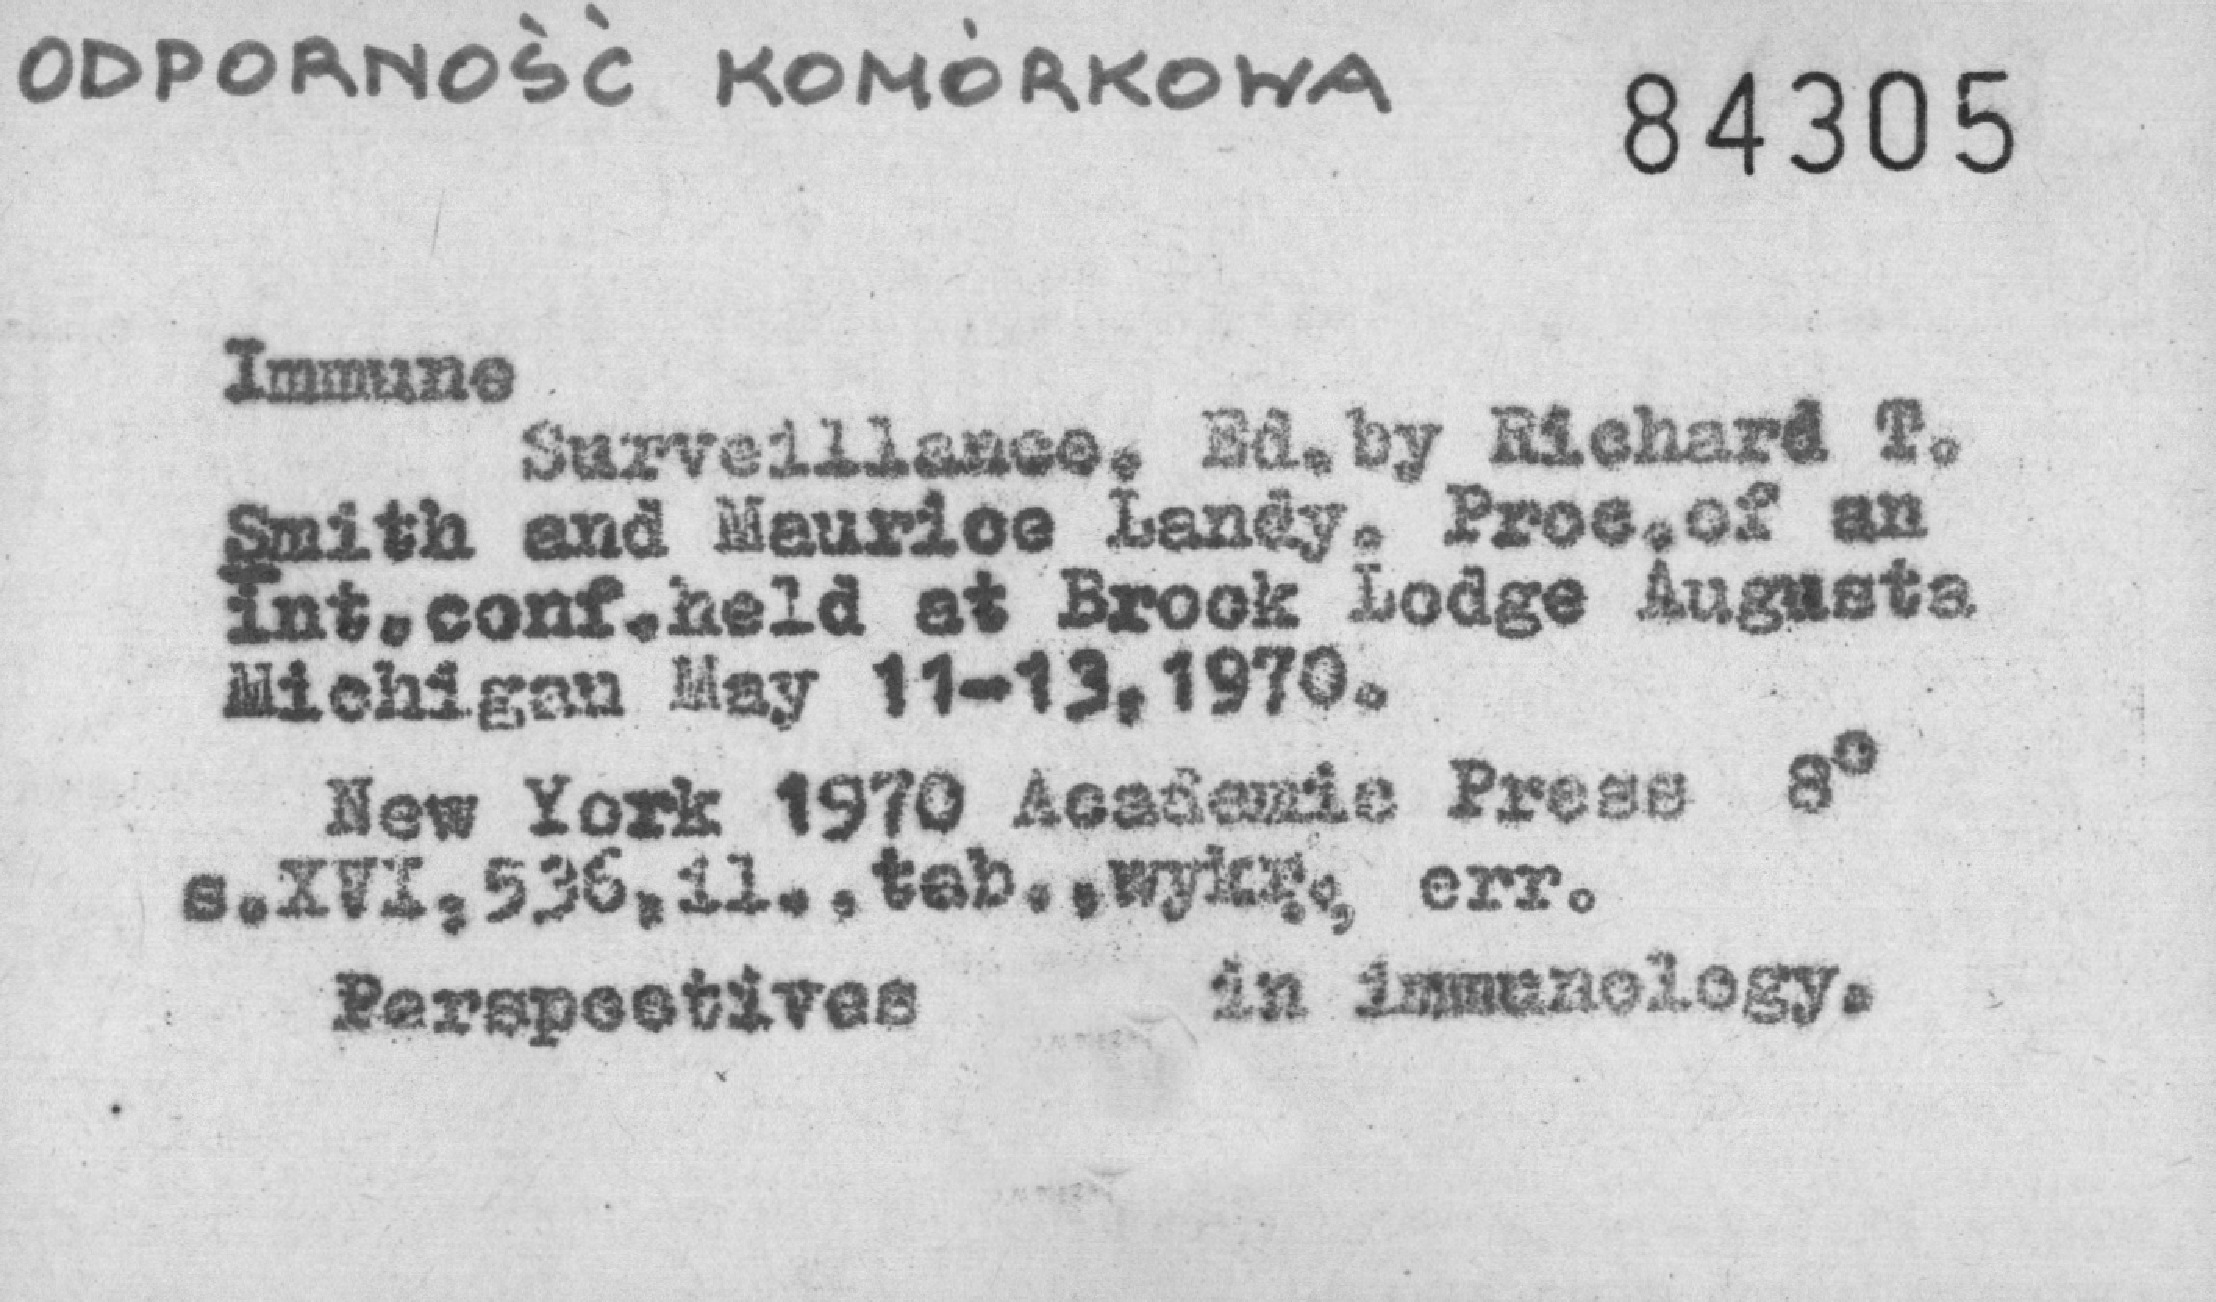 ODPORNOŚĆ KOMÓRKOWA 84305
Immune
Surveillance. Ed.by Richard T.
Smith and Maurice Landy. Proc.of an
Int.conf.held at Brook Lodge Augusta
Michigan May 11-13,1970.
New York 1970 Academic Press 8°
s.XVI,536,il.,tab.,wykr., err.
Perspectives in immunology.